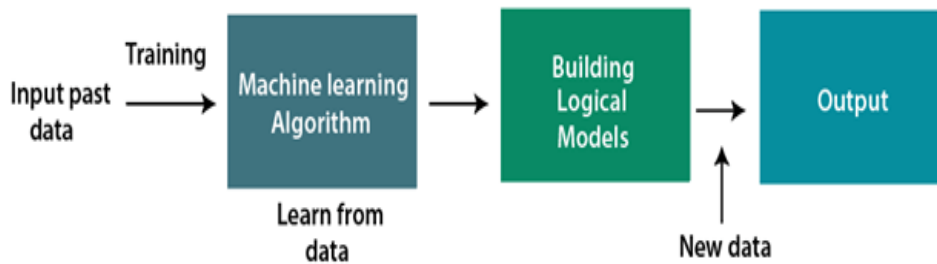 Training
Input past
data
Machine learning
Algorithm
Learn from
data
Building
Logical
Models
New data
Output